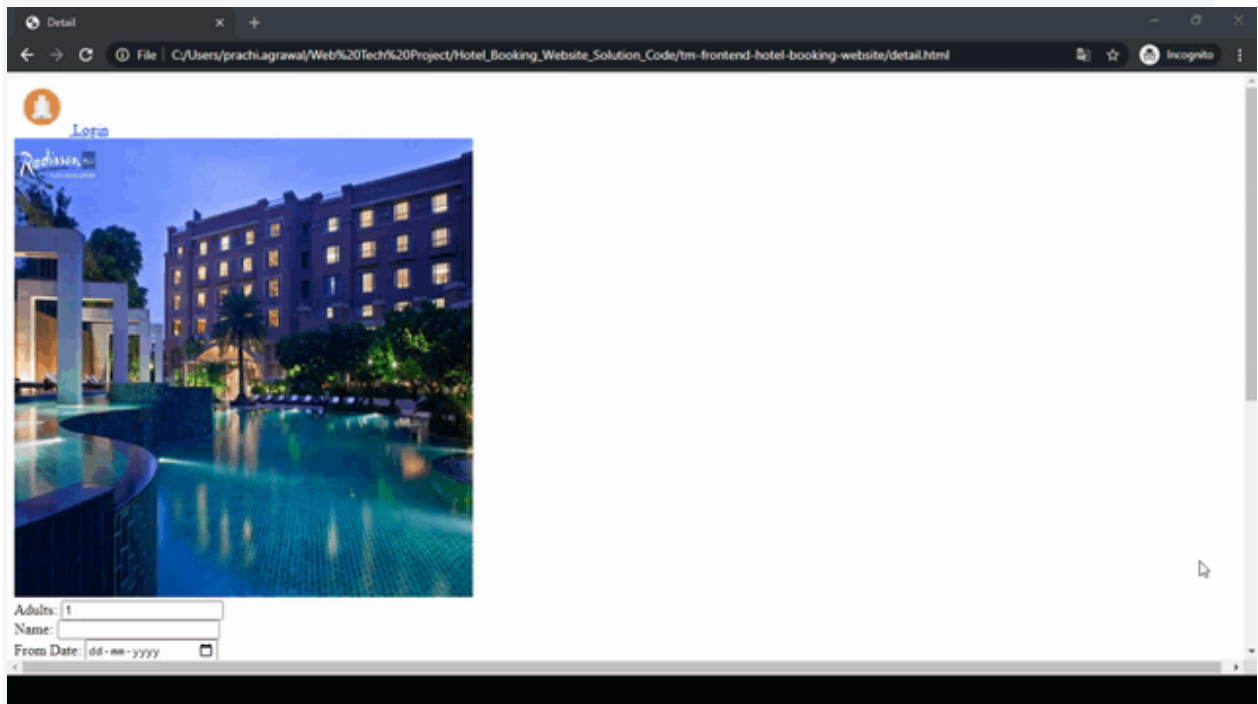 Detail
File C:/Users/prachi.agrawal/Web%20Tech%20Project/Hotel_Booking_Website_Solution_Code/tm-frontend-hotel-booking-website/detail.html Incognito
Login
Radisson
Adults: 1
Name:
From Date: dd-mm-yyyy